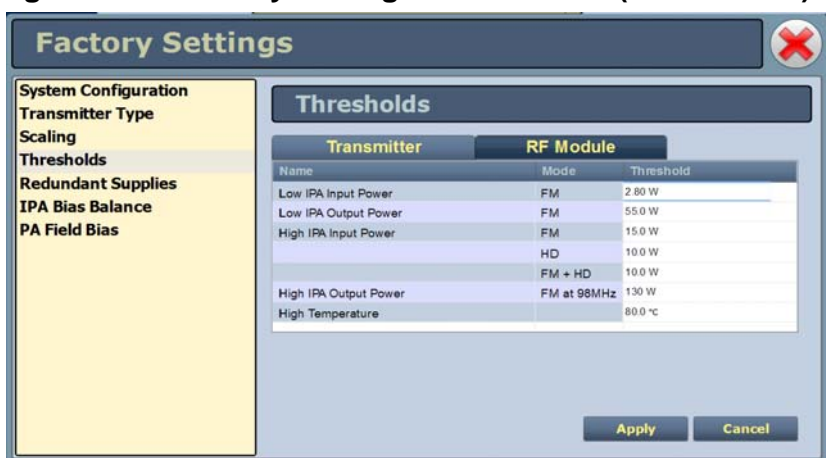 Factory Settings
System Configuration
Transmitter Type
Scaling
Thresholds
Redundant Supplies
IPA Bias Balance
PA Field Bias
Thresholds
Transmitter RF Module
Name Mode Threshold
Low IPA Input Power FM 2.80 W
Low IPA Output Power FM 55.0 W
High IPA Input Power FM 15.0 W
HD 10.0 W
FM + HD 10.0 W
High IPA Output Power FM at 98MHz 130 W
High Temperature 80.0 °C
Apply Cancel